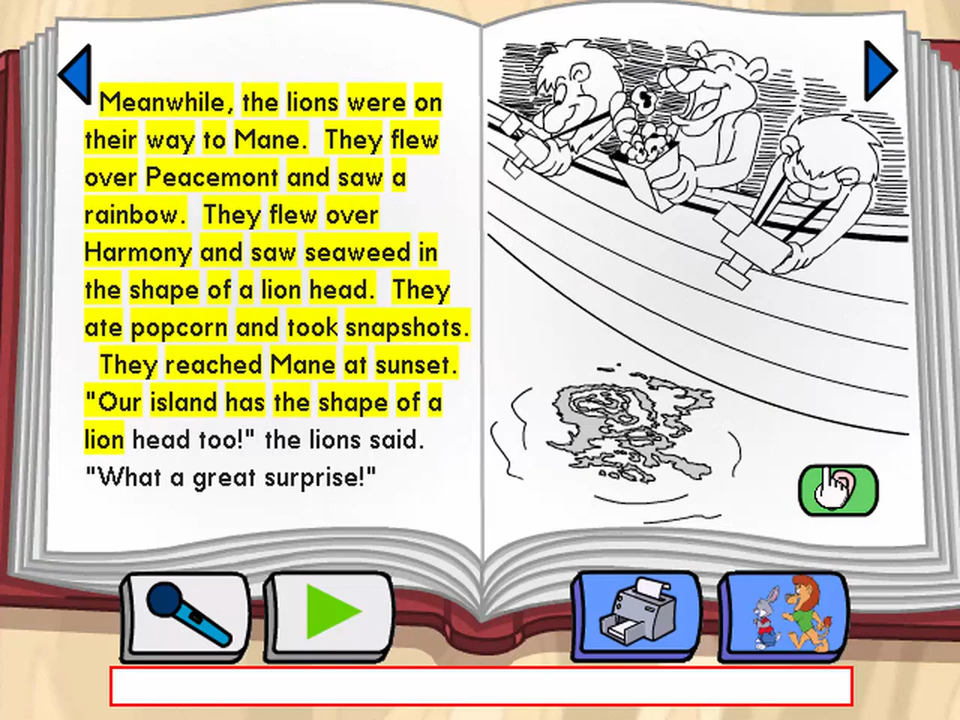 Meanwhile, the lions were on
their way to Mane.  They flew
over Peacemont and saw a
rainbow.  They flew over
Harmony and saw seaweed in
the shape of a lion head.  They
ate popcorn and took snapshots.
They reached Mane at sunset.
"Our island has the shape of a
lion head too!" the lions said.
"What a great surprise!"